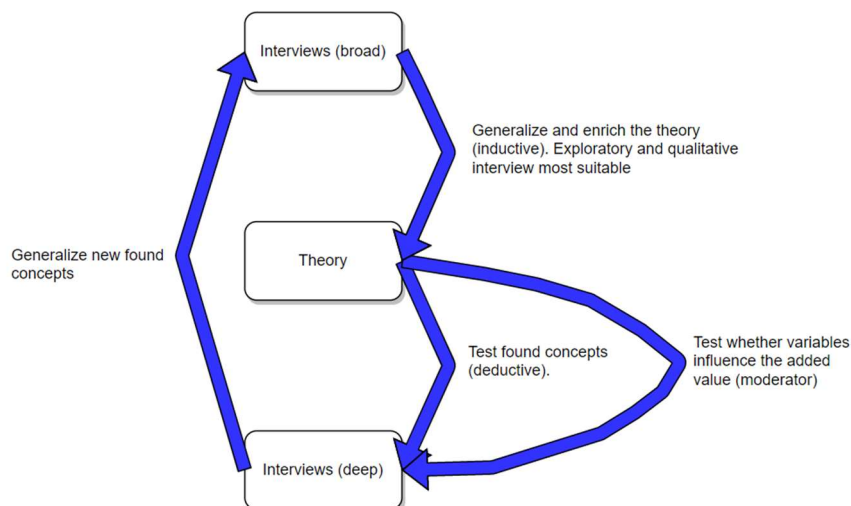 Interviews (broad)
Generalize and enrich the theory
(inductive). Exploratory and qualitative
interview most suitable
Generalize new found
concepts
Theory
Test found concepts
(deductive).
Test whether variables
influence the added
value (moderator)
Interviews (deep)